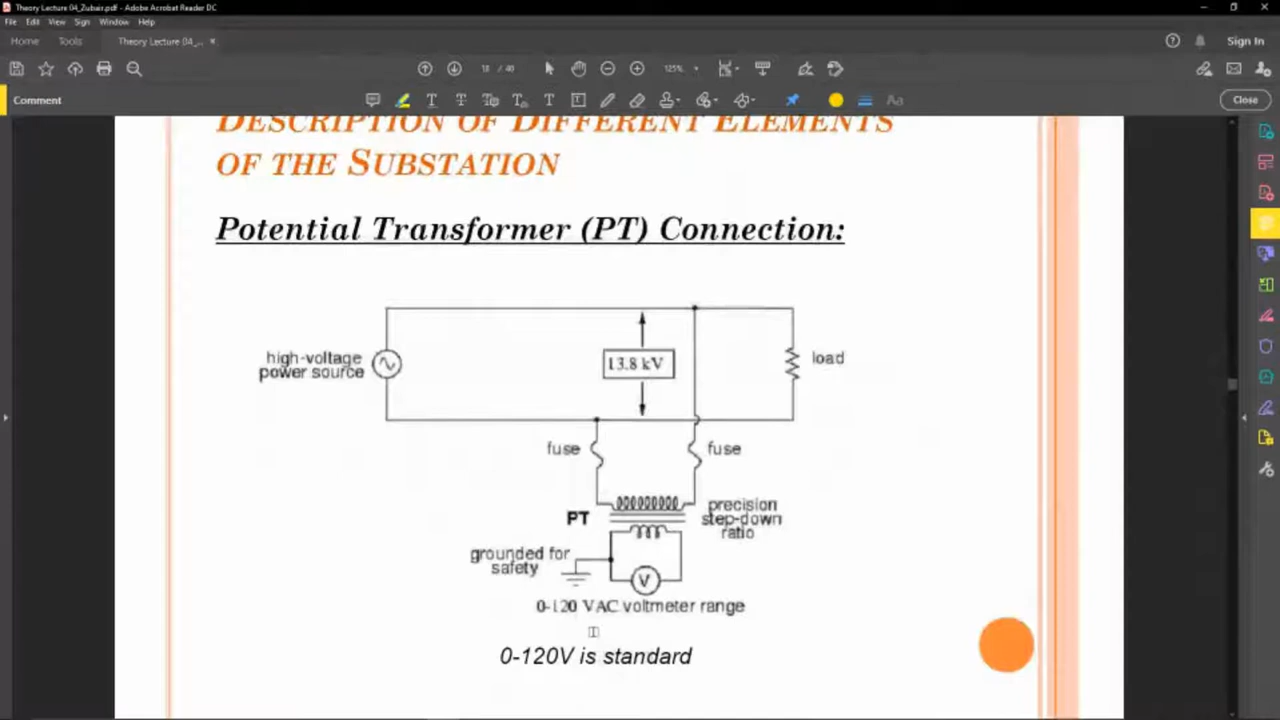 Theory Lecture 04_Zubair.pdf - Adobe Acrobat Reader DC
File Edit View Sign Window Help
Home Tools Theory Lecture 04_... × Sign In
/ 40 125%
Comment Close
DESCRIPTION OF DIFFERENT ELEMENTS
OF THE SUBSTATION
Potential Transformer (PT) Connection:
high-voltage
power source
13.8 kV
load
fuse
fuse
PT
precision
step-down
ratio
grounded for
safety
V
0-120 VAC voltmeter range
0-120V is standard